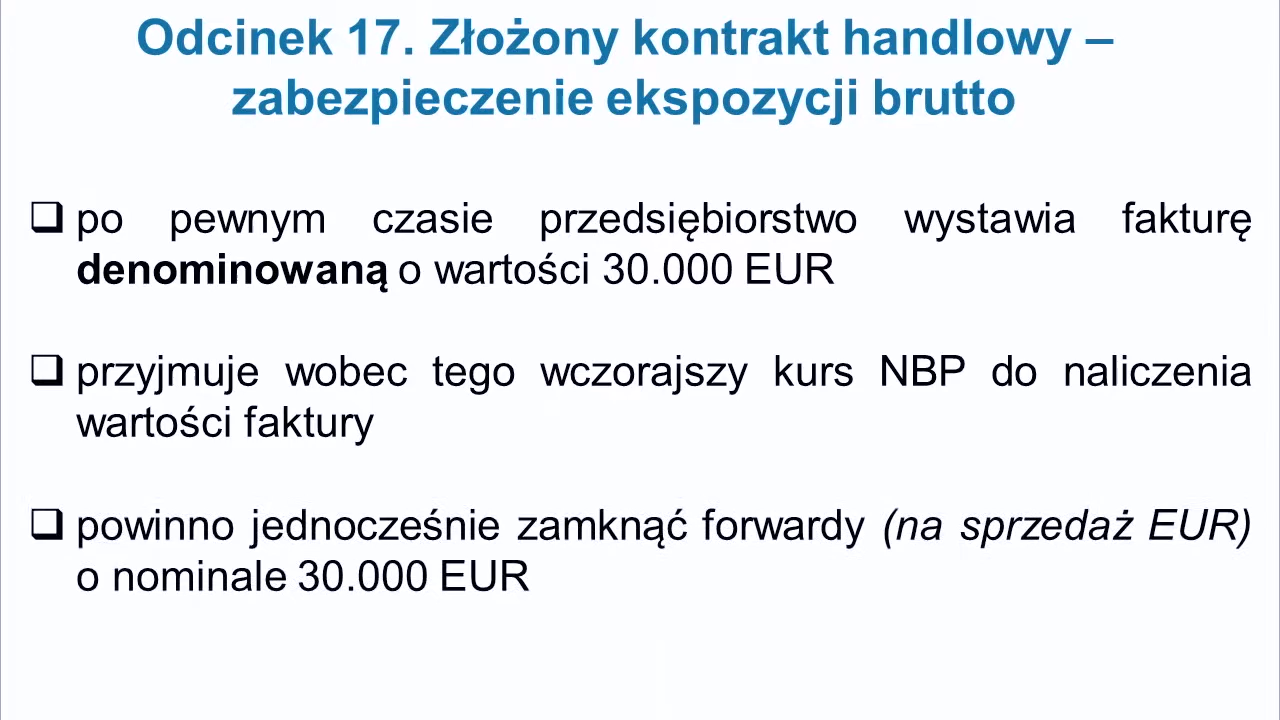 Odcinek 17. Złożony kontrakt handlowy –
zabezpieczenie ekspozycji brutto
❑ po pewnym czasie przedsiębiorstwo wystawia fakturę
denominowaną o wartości 30.000 EUR
❑ przyjmuje wobec tego wczorajszy kurs NBP do naliczenia
wartości faktury
❑ powinno jednocześnie zamknąć forwardy (na sprzedaż EUR)
o nominale 30.000 EUR